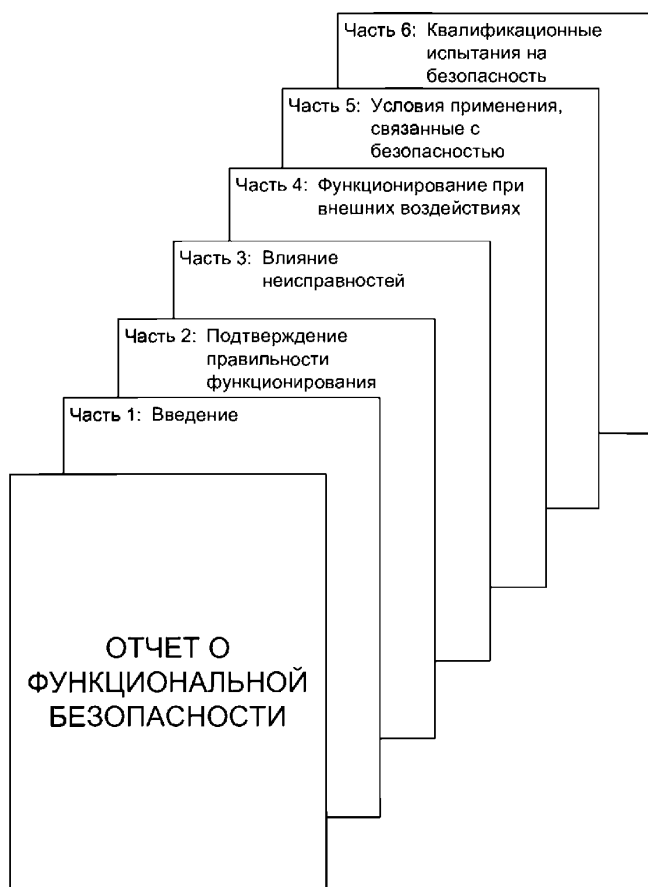 Часть 6: Квалификационные
испытания на
безопасность
Часть 5: Условия применения,
связанные с
безопасностью
Часть 4: Функционирование при
внешних воздействиях
Часть 3: Влияние
неисправностей
Часть 2: Подтверждение
правильности
функционирования
Часть 1: Введение
ОТЧЕТ О
ФУНКЦИОНАЛЬНОЙ
БЕЗОПАСНОСТИ